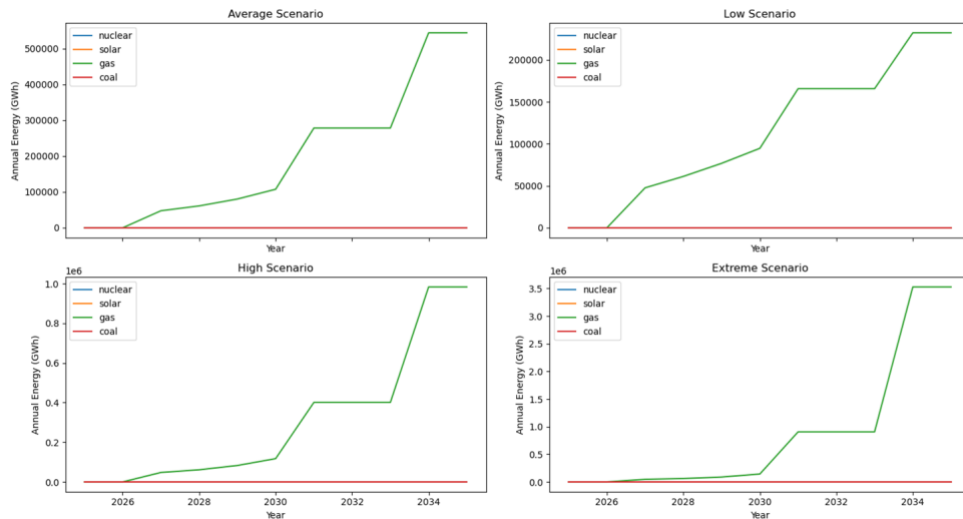 Average Scenario
Annual Energy (GWh)
500000
400000
300000
200000
100000
0
nuclear
solar
gas
coal
Year
Low Scenario
Annual Energy (GWh)
200000
150000
100000
50000
0
nuclear
solar
gas
coal
Year
High Scenario
1e6
Annual Energy (GWh)
1.0
0.8
0.6
0.4
0.2
0.0
nuclear
solar
gas
coal
2026 2028 2030 2032 2034
Year
Extreme Scenario
1e6
Annual Energy (GWh)
3.5
3.0
2.5
2.0
1.5
1.0
0.5
0.0
nuclear
solar
gas
coal
2026 2028 2030 2032 2034
Year